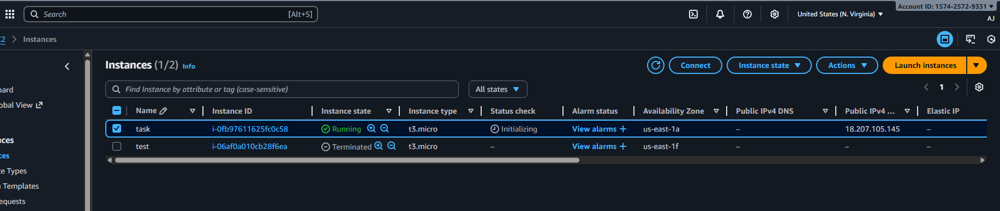 Search [Alt+S] United States (N. Virginia) Account ID: 1574-2572-9331
AJ
C2 Instances
Instances (1/2) Info Connect Instance state Actions Launch instances
Find Instance by attribute or tag (case-sensitive) All states 1
oard
obal View
nces
ces
ce Types
Templates
equests
Name Instance ID Instance state Instance type Status check Alarm status Availability Zone Public IPv4 DNS Public IPv4 ... Elastic IP
task i-0fb97611625fc0c58 Running t3.micro Initializing View alarms + us-east-1a – 18.207.105.145 –
test i-06af0a010cb28f6ea Terminated t3.micro – View alarms + us-east-1f – – –